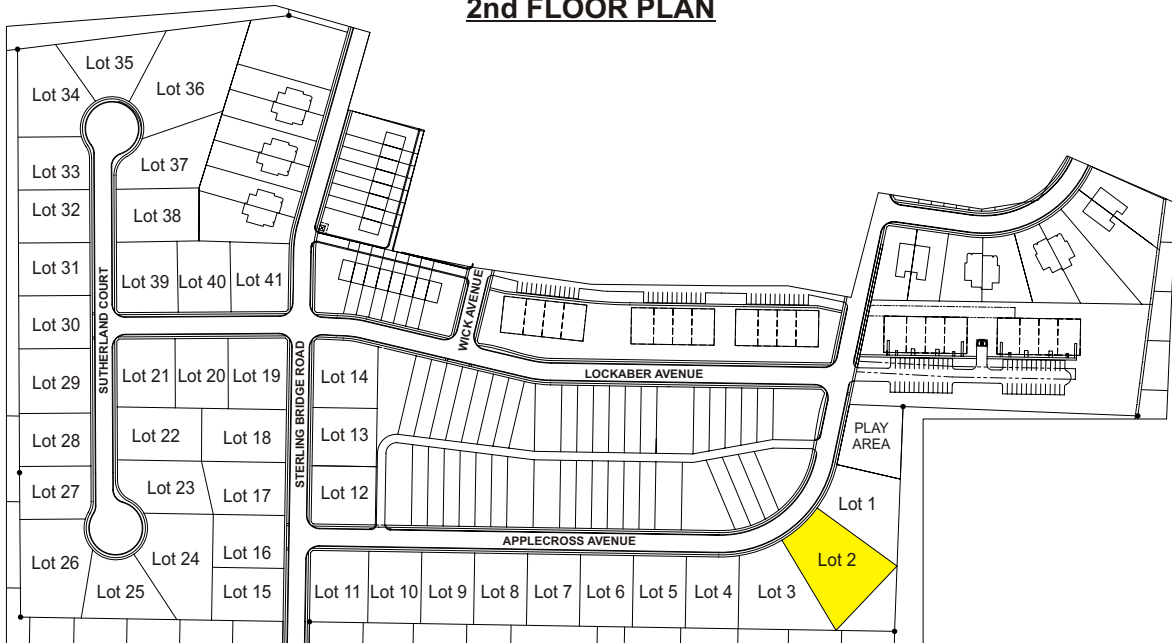 2nd FLOOR PLAN
Lot 35
Lot 34
Lot 36
Lot 33
Lot 37
Lot 32
Lot 38
Lot 31
Lot 39
Lot 40
Lot 41
SUTHERLAND COURT
WICK AVENUE
Lot 30
STERLING BRIDGE ROAD
LOCKABER AVENUE
Lot 29
Lot 21
Lot 20
Lot 19
Lot 14
Lot 28
Lot 22
Lot 18
Lot 13
PLAY
AREA
Lot 27
Lot 23
Lot 17
Lot 12
Lot 1
APPLECROSS AVENUE
Lot 26
Lot 24
Lot 16
Lot 2
Lot 25
Lot 15
Lot 11
Lot 10
Lot 9
Lot 8
Lot 7
Lot 6
Lot 5
Lot 4
Lot 3